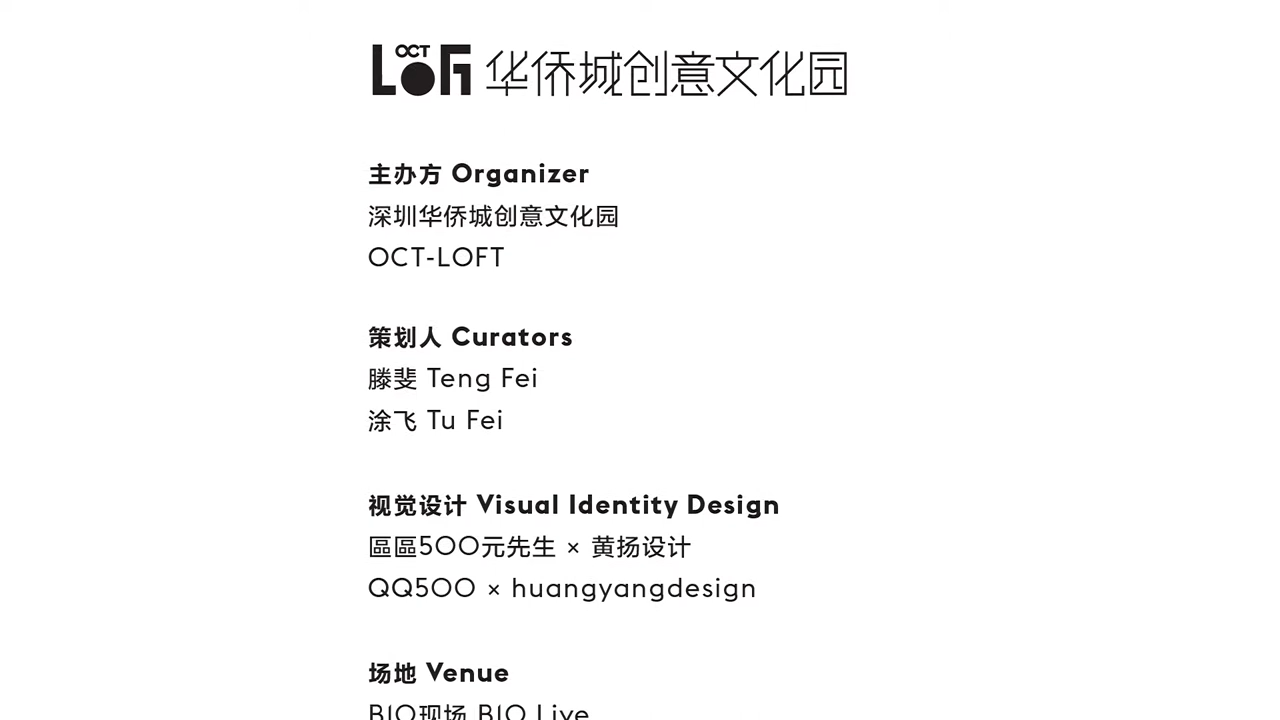 OCT
LOFT 华侨城创意文化园
主办方 Organizer
深圳华侨城创意文化园
OCT-LOFT
策划人 Curators
滕斐 Teng Fei
涂飞 Tu Fei
视觉设计 Visual Identity Design
區區500元先生 × 黄扬设计
QQ500 × huangyangdesign
场地 Venue
B10现场 B10 Live